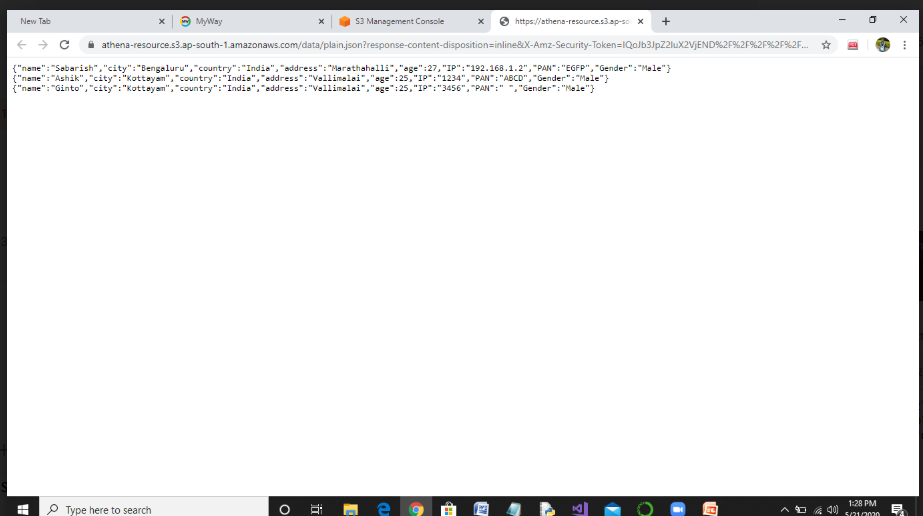 New Tab
MyWay
S3 Management Console
https://athena-resource.s3.ap-so
athena-resource.s3.ap-south-1.amazonaws.com/data/plain.json?response-content-disposition=inline&X-Amz-Security-Token=IQoJb3JpZ2luX2VjEND%2F%2F%2F%2F%2F...
{"name":"Sabarish","city":"Bengaluru","country":"India","address":"Marathahalli","age":27,"IP":"192.168.1.2","PAN":"EGFP","Gender":"Male"}
{"name":"Ashik","city":"Kottayam","country":"India","address":"Vallimalai","age":25,"IP":"1234","PAN":"ABCD","Gender":"Male"}
{"name":"Ginto","city":"Kottayam","country":"India","address":"Vallimalai","age":25,"IP":"3456","PAN":" ","Gender":"Male"}
Type here to search
1:28 PM
5/21/2020